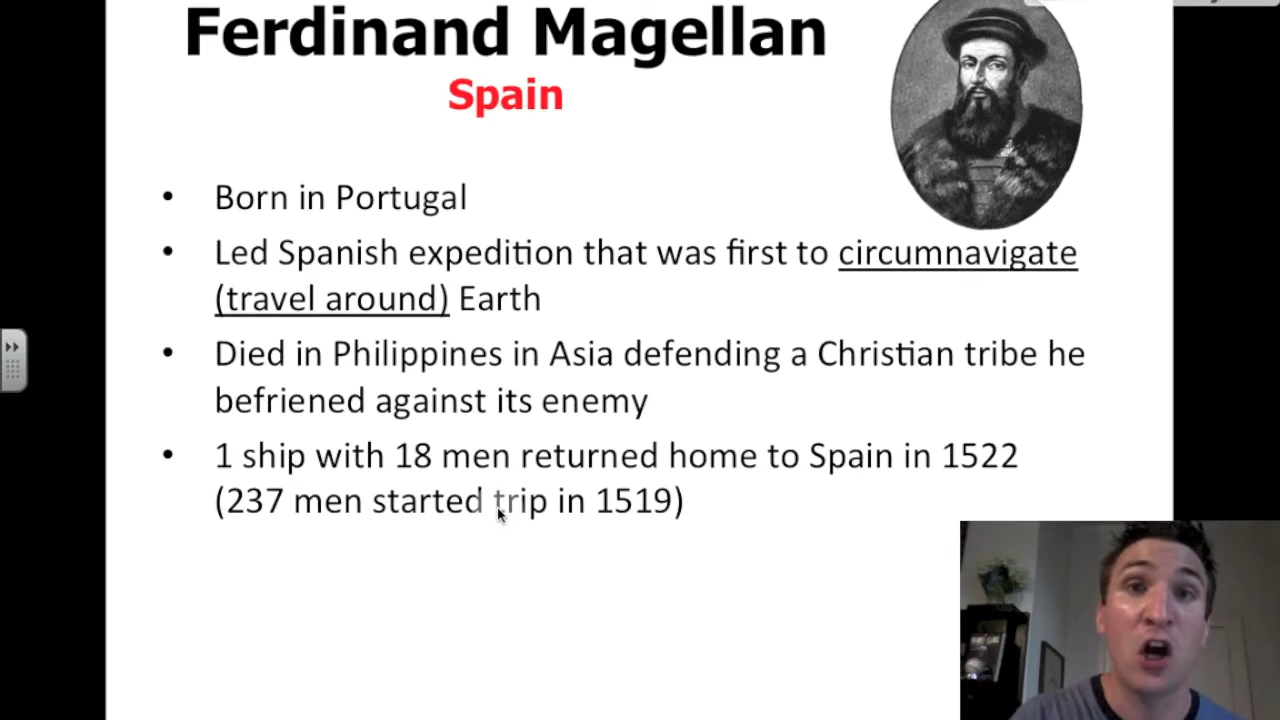 Ferdinand Magellan
Spain
• Born in Portugal
• Led Spanish expedition that was first to circumnavigate
(travel around) Earth
• Died in Philippines in Asia defending a Christian tribe he
befriened against its enemy
• 1 ship with 18 men returned home to Spain in 1522
(237 men started trip in 1519)